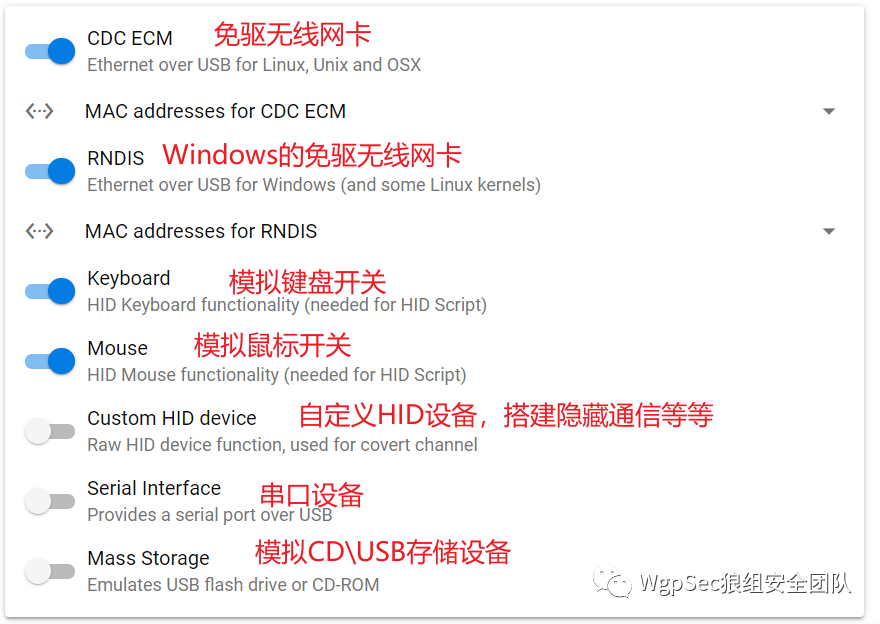 CDC ECM 免驱无线网卡
Ethernet over USB for Linux, Unix and OSX
MAC addresses for CDC ECM
RNDIS Windows的免驱无线网卡
Ethernet over USB for Windows (and some Linux kernels)
MAC addresses for RNDIS
Keyboard 模拟键盘开关
HID Keyboard functionality (needed for HID Script)
Mouse 模拟鼠标开关
HID Mouse functionality (needed for HID Script)
Custom HID device 自定义HID设备，搭建隐藏通信等等
Raw HID device function, used for covert channel
Serial Interface 串口设备
Provides a serial port over USB
Mass Storage 模拟CD\USB存储设备
Emulates USB flash drive or CD-ROM
WgpSec狼组安全团队